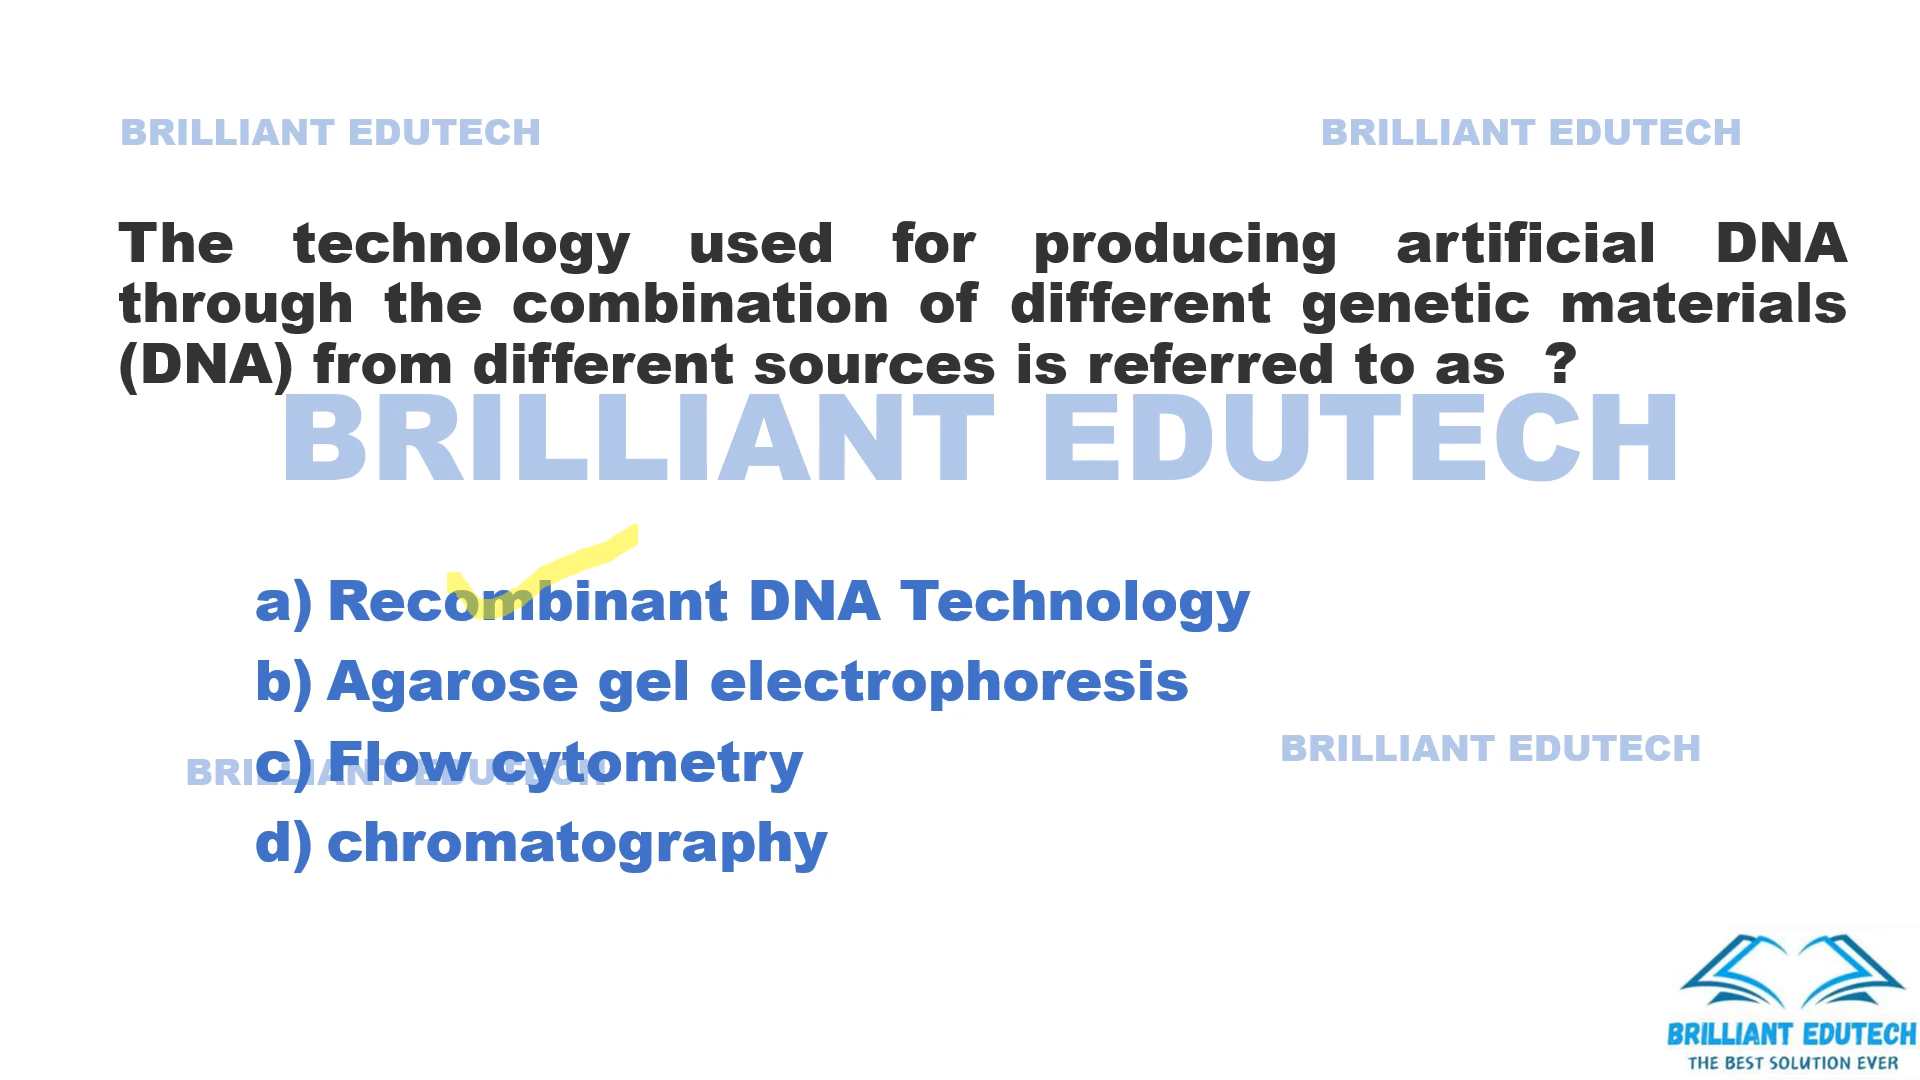 BRILLIANT EDUTECH
BRILLIANT EDUTECH
The technology used for producing artificial DNA
through the combination of different genetic materials
(DNA) from different sources is referred to as ?
BRILLIANT EDUTECH
a) Recombinant DNA Technology
b) Agarose gel electrophoresis
BRILLIANT EDUTECH
c) Flow cytometry
BRILLIANT EDUTECH
d) chromatography
BRILLIANT EDUTECH
THE BEST SOLUTION EVER